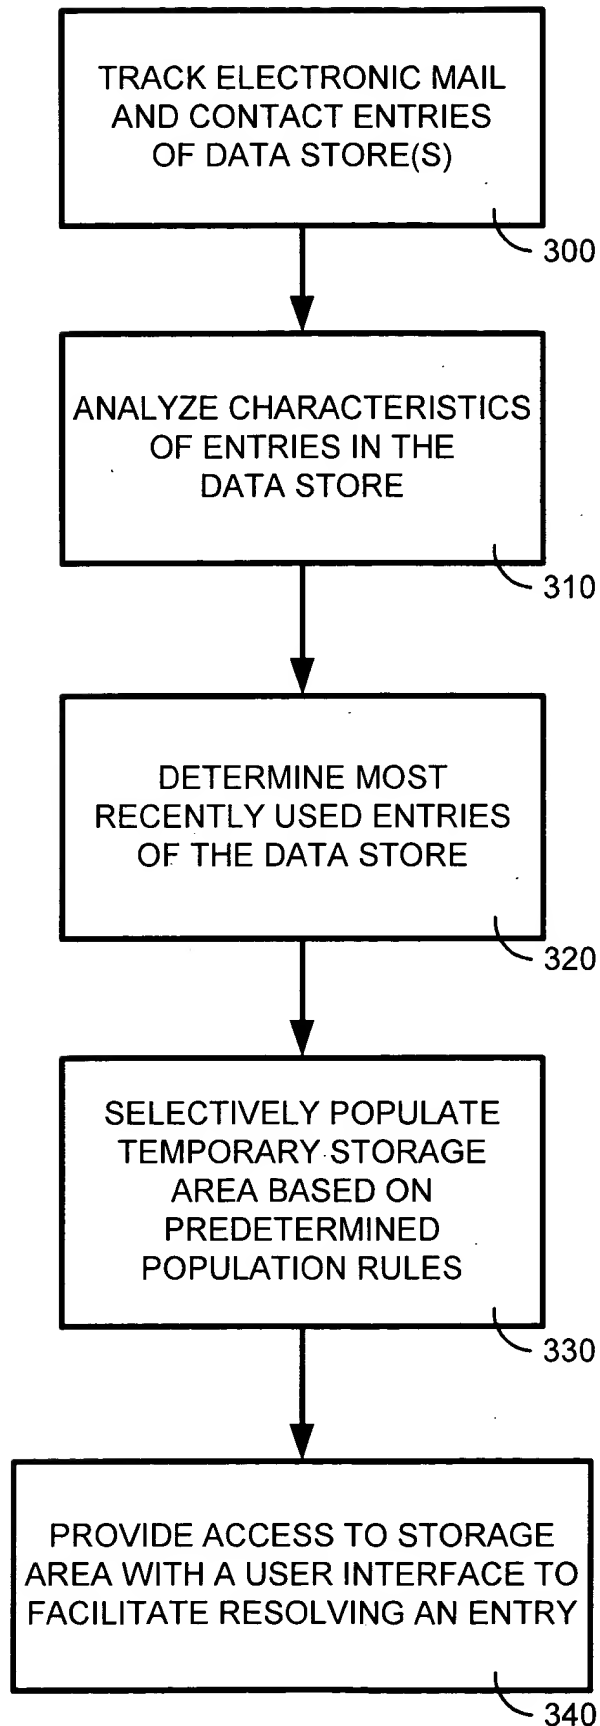 TRACK ELECTRONIC MAIL
AND CONTACT ENTRIES
OF DATA STORE(S)
300
ANALYZE CHARACTERISTICS
OF ENTRIES IN THE
DATA STORE
310
DETERMINE MOST
RECENTLY USED ENTRIES
OF THE DATA STORE
320
SELECTIVELY POPULATE
TEMPORARY STORAGE
AREA BASED ON
PREDETERMINED
POPULATION RULES
330
PROVIDE ACCESS TO STORAGE
AREA WITH A USER INTERFACE TO
FACILITATE RESOLVING AN ENTRY
340